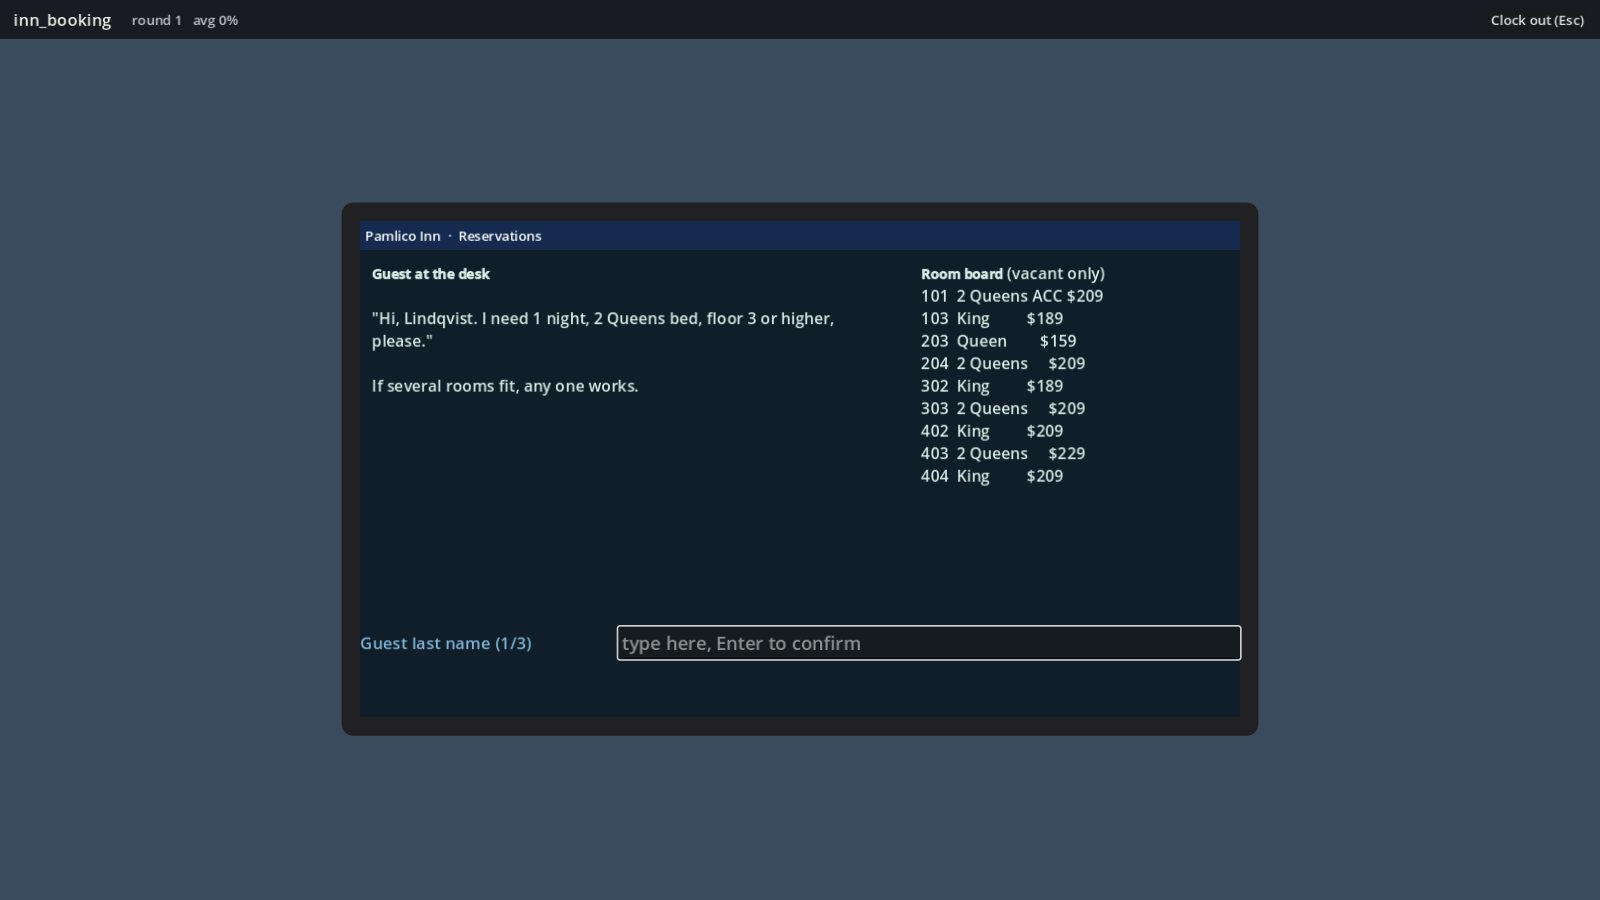 inn_booking round 1 avg 0% Clock out (Esc)
Pamlico Inn · Reservations
Guest at the desk
"Hi, Lindqvist. I need 1 night, 2 Queens bed, floor 3 or higher,
please."
If several rooms fit, any one works.
Room board (vacant only)
101 2 Queens ACC $209
103 King $189
203 Queen $159
204 2 Queens $209
302 King $189
303 2 Queens $209
402 King $209
403 2 Queens $229
404 King $209
Guest last name (1/3) type here, Enter to confirm